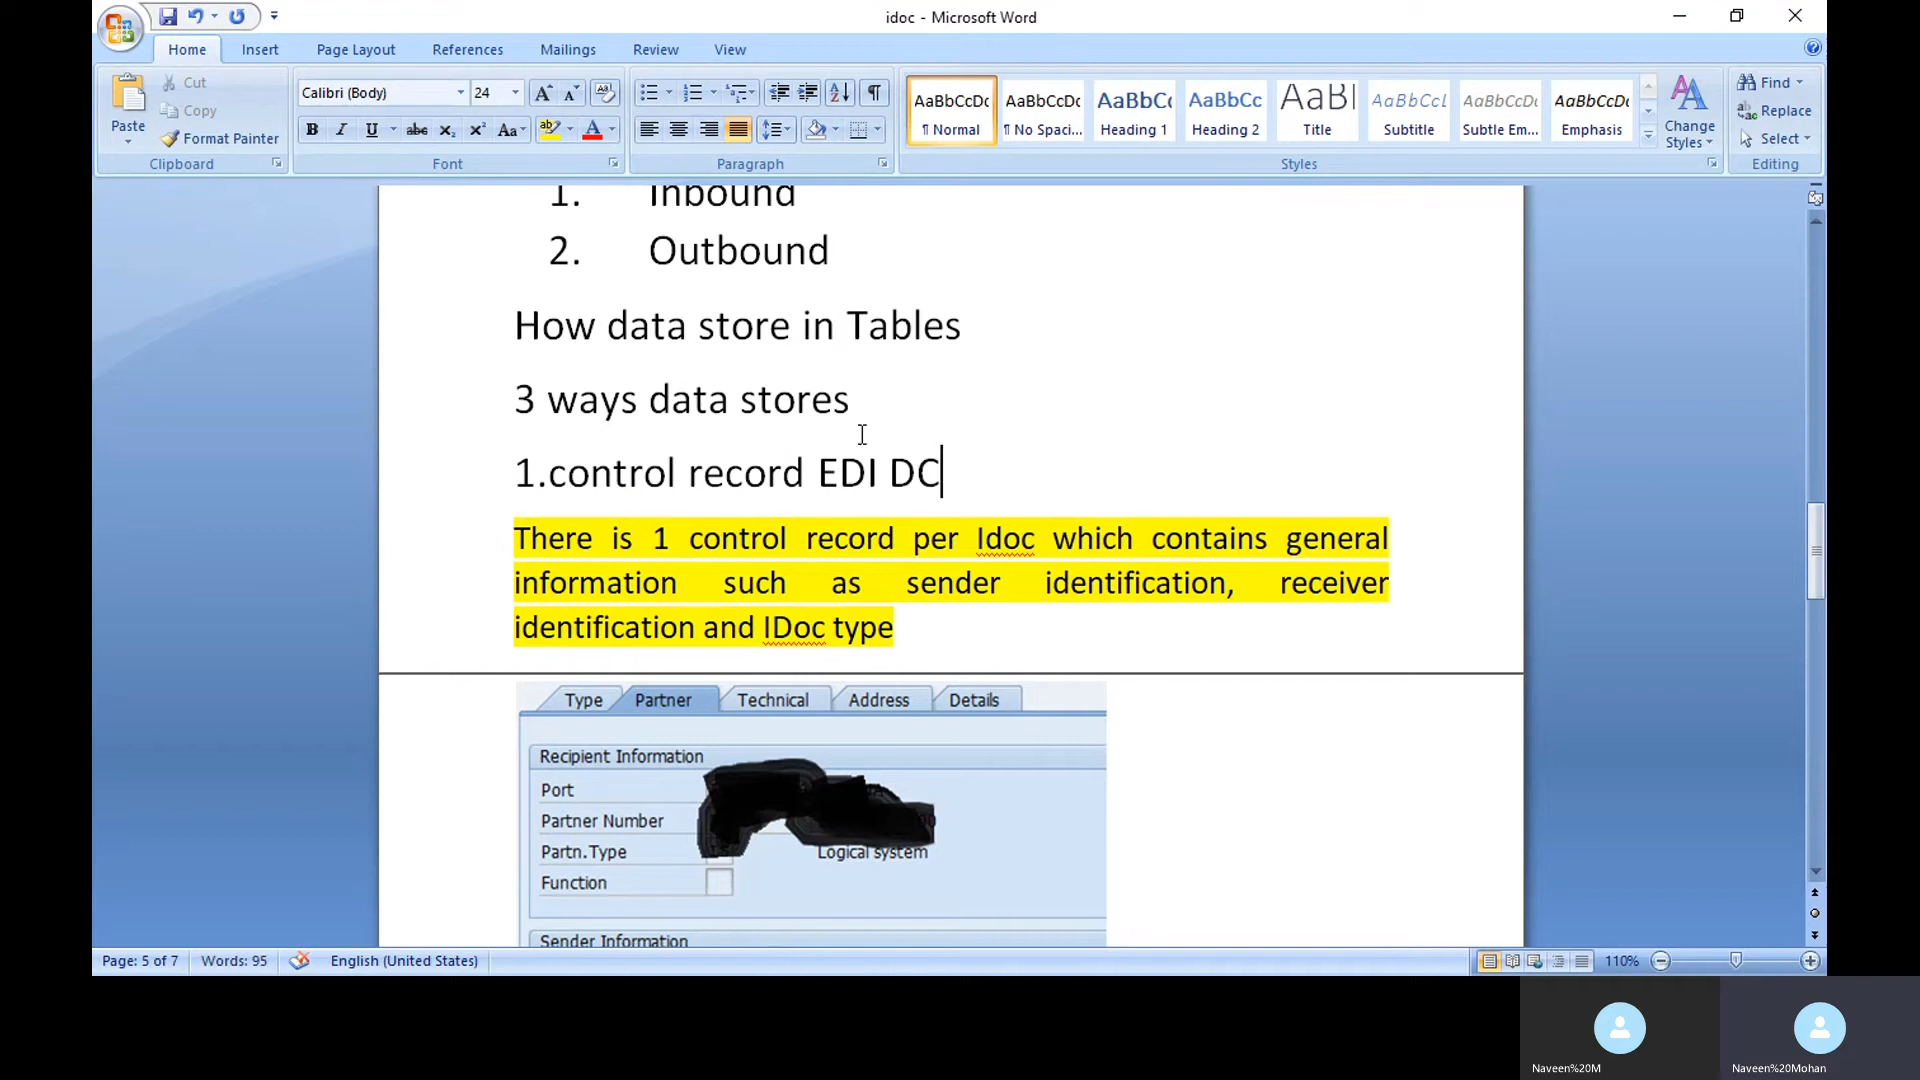 idoc - Microsoft Word
Home Insert Page Layout References Mailings Review View
Paste
Cut
Copy
Format Painter
Clipboard
Calibri (Body) 24
Font
Paragraph
AaBbCcDc AaBbCcDc AaBbC AaBbCc AaBl AaBbCcL AaBbCcDc AaBbCcDc
¶ Normal ¶ No Spaci... Heading 1 Heading 2 Title Subtitle Subtle Em... Emphasis
Change Styles
Styles
Find
Replace
Select
Editing
1. Inbound
2. Outbound
How data store in Tables
3 ways data stores
1.control record EDI DC
There is 1 control record per Idoc which contains general
information such as sender identification, receiver
identification and IDoc type
Type Partner Technical Address Details
Recipient Information
Port
Partner Number
Partn.Type Logical system
Function
Sender Information
Page: 5 of 7 Words: 95 English (United States) 110%
Naveen%20M Naveen%20Mohan